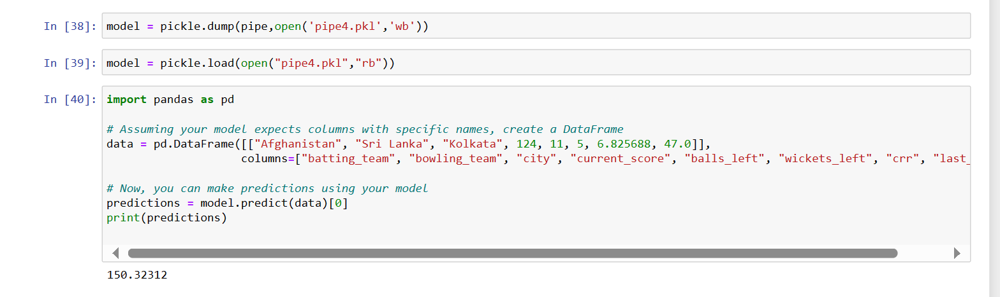 In [38]: model = pickle.dump(pipe,open('pipe4.pkl','wb'))
In [39]: model = pickle.load(open("pipe4.pkl","rb"))
In [40]: import pandas as pd
# Assuming your model expects columns with specific names, create a DataFrame
data = pd.DataFrame([["Afghanistan", "Sri Lanka", "Kolkata", 124, 11, 5, 6.825688, 47.0]],
columns=["batting_team", "bowling_team", "city", "current_score", "balls_left", "wickets_left", "crr", "last_
# Now, you can make predictions using your model
predictions = model.predict(data)[0]
print(predictions)
150.32312